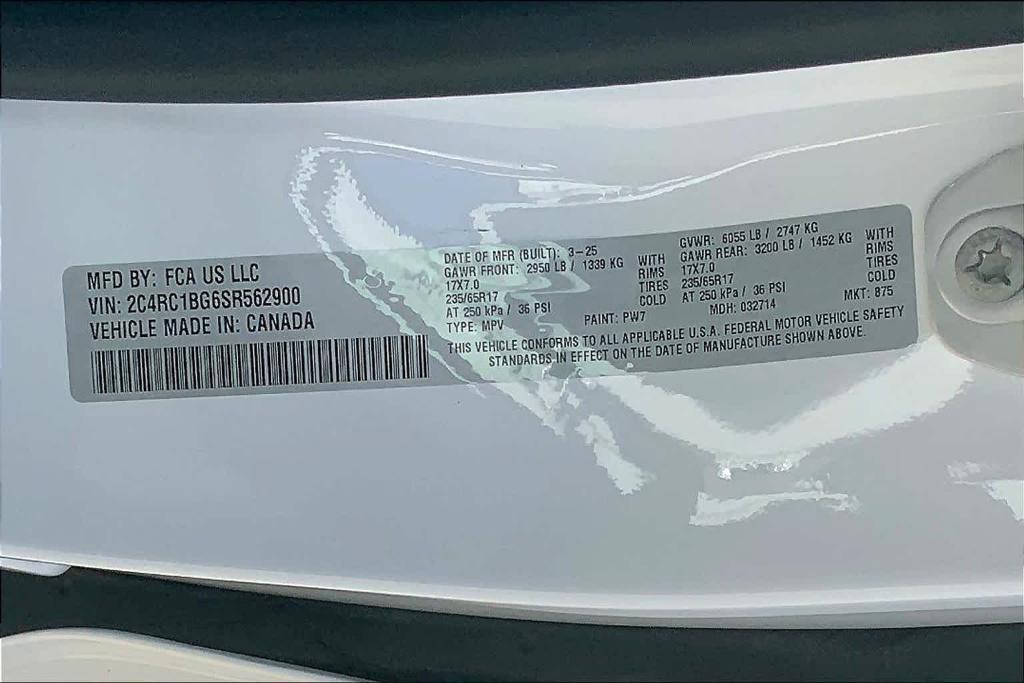 MFD BY: FCA US LLC
VIN: 2C4RC1BG6SR562900
VEHICLE MADE IN: CANADA
DATE OF MFR (BUILT): 3-25
GAWR FRONT: 2950 LB / 1339 KG WITH
17X7.0 RIMS
235/65R17 TIRES
AT 250 kPa / 36 PSI COLD
TYPE: MPV PAINT: PW7
GVWR: 6055 LB / 2747 KG
GAWR REAR: 3200 LB / 1452 KG WITH
17X7.0 RIMS
235/65R17 TIRES
AT 250 kPa / 36 PSI COLD
MDH: 032714 MKT: 875
THIS VEHICLE CONFORMS TO ALL APPLICABLE U.S.A. FEDERAL MOTOR VEHICLE SAFETY
STANDARDS IN EFFECT ON THE DATE OF MANUFACTURE SHOWN ABOVE.